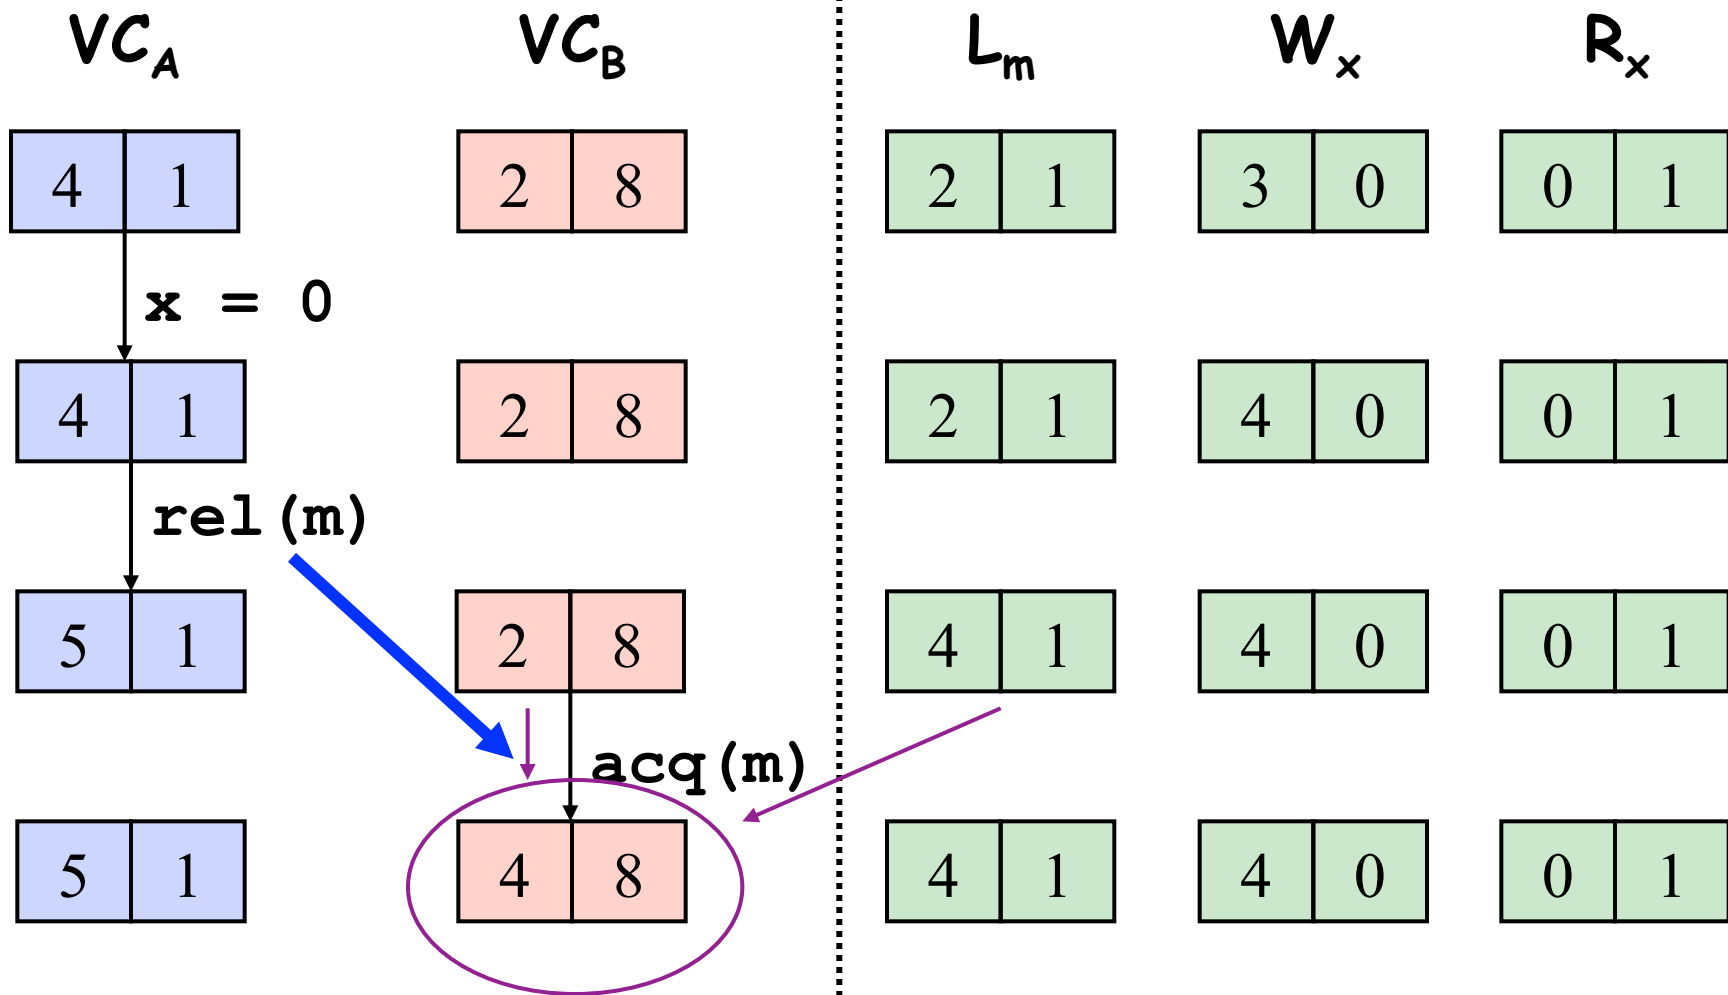 VCA VCB Lm Wx Rx
4 1 2 8 2 1 3 0 0 1
x = 0
4 1 2 8 2 1 4 0 0 1
rel(m)
5 1 2 8 4 1 4 0 0 1
acq(m)
5 1 4 8 4 1 4 0 0 1